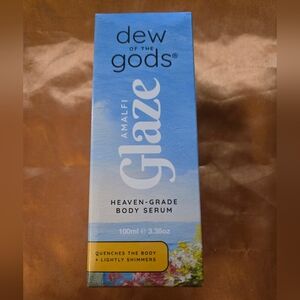 dew
OF THE
gods®
AMALFI
Glaze
HEAVEN-GRADE
BODY SERUM
100ml ℮ 3.38oz
QUENCHES THE BODY
+ LIGHTLY SHIMMERS